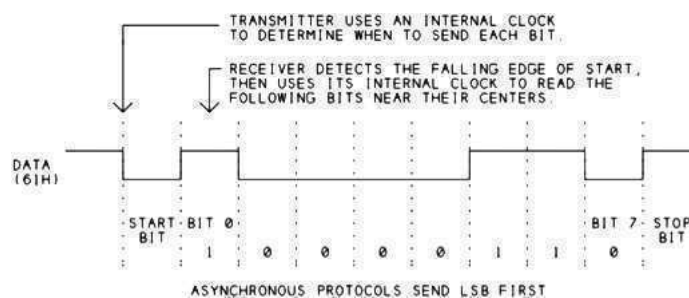 TRANSMITTER USES AN INTERNAL CLOCK
TO DETERMINE WHEN TO SEND EACH BIT.
RECEIVER DETECTS THE FALLING EDGE OF START,
THEN USES ITS INTERNAL CLOCK TO READ THE
FOLLOWING BITS NEAR THEIR CENTERS.
DATA
(61H)
START BIT 0 BIT 7 STOP
BIT BIT
1 0 0 0 0 1 1 0
ASYNCHRONOUS PROTOCOLS SEND LSB FIRST